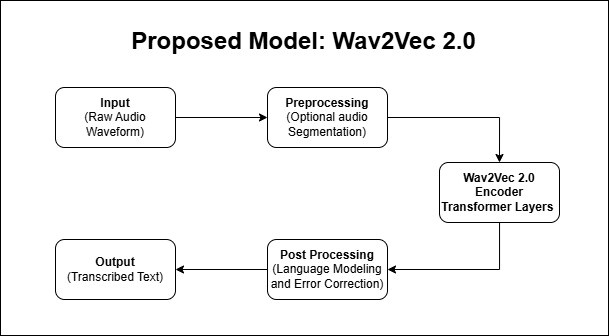 Proposed Model: Wav2Vec 2.0
Input
(Raw Audio
Waveform)
Preprocessing
(Optional audio
Segmentation)
Wav2Vec 2.0
Encoder
Transformer Layers
Post Processing
(Language Modeling
and Error Correction)
Output
(Transcribed Text)